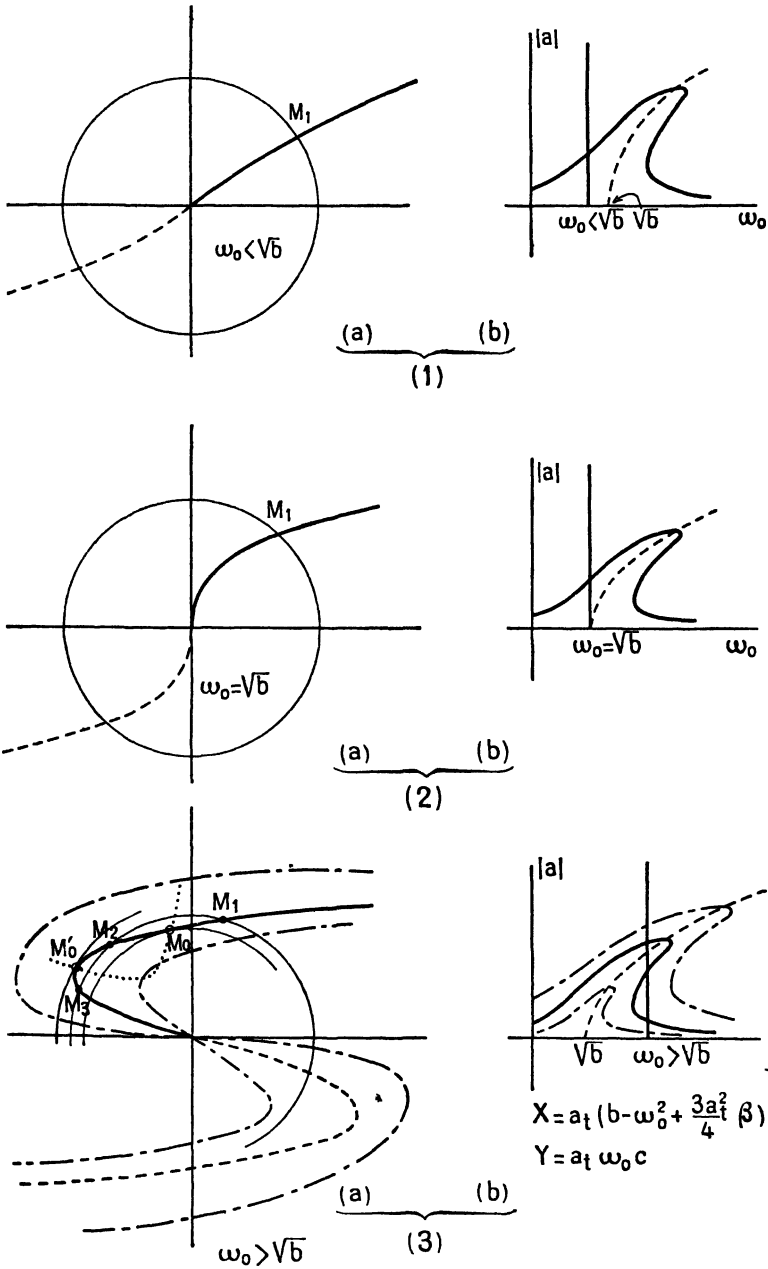 M₁
ω₀<√b
|a|
ω₀<√b √b
ω₀
(a) (b)
(1)
M₁
ω₀=√b
|a|
ω₀=√b
ω₀
(a) (b)
(2)
M₁
M₂
M₀
M'₀
M₃
|a|
√b ω₀>√b
X=aₜ(b-ω₀²+3aₜ²/4 β)
Y=aₜ ω₀c
(a) (b)
(3)
ω₀>√b